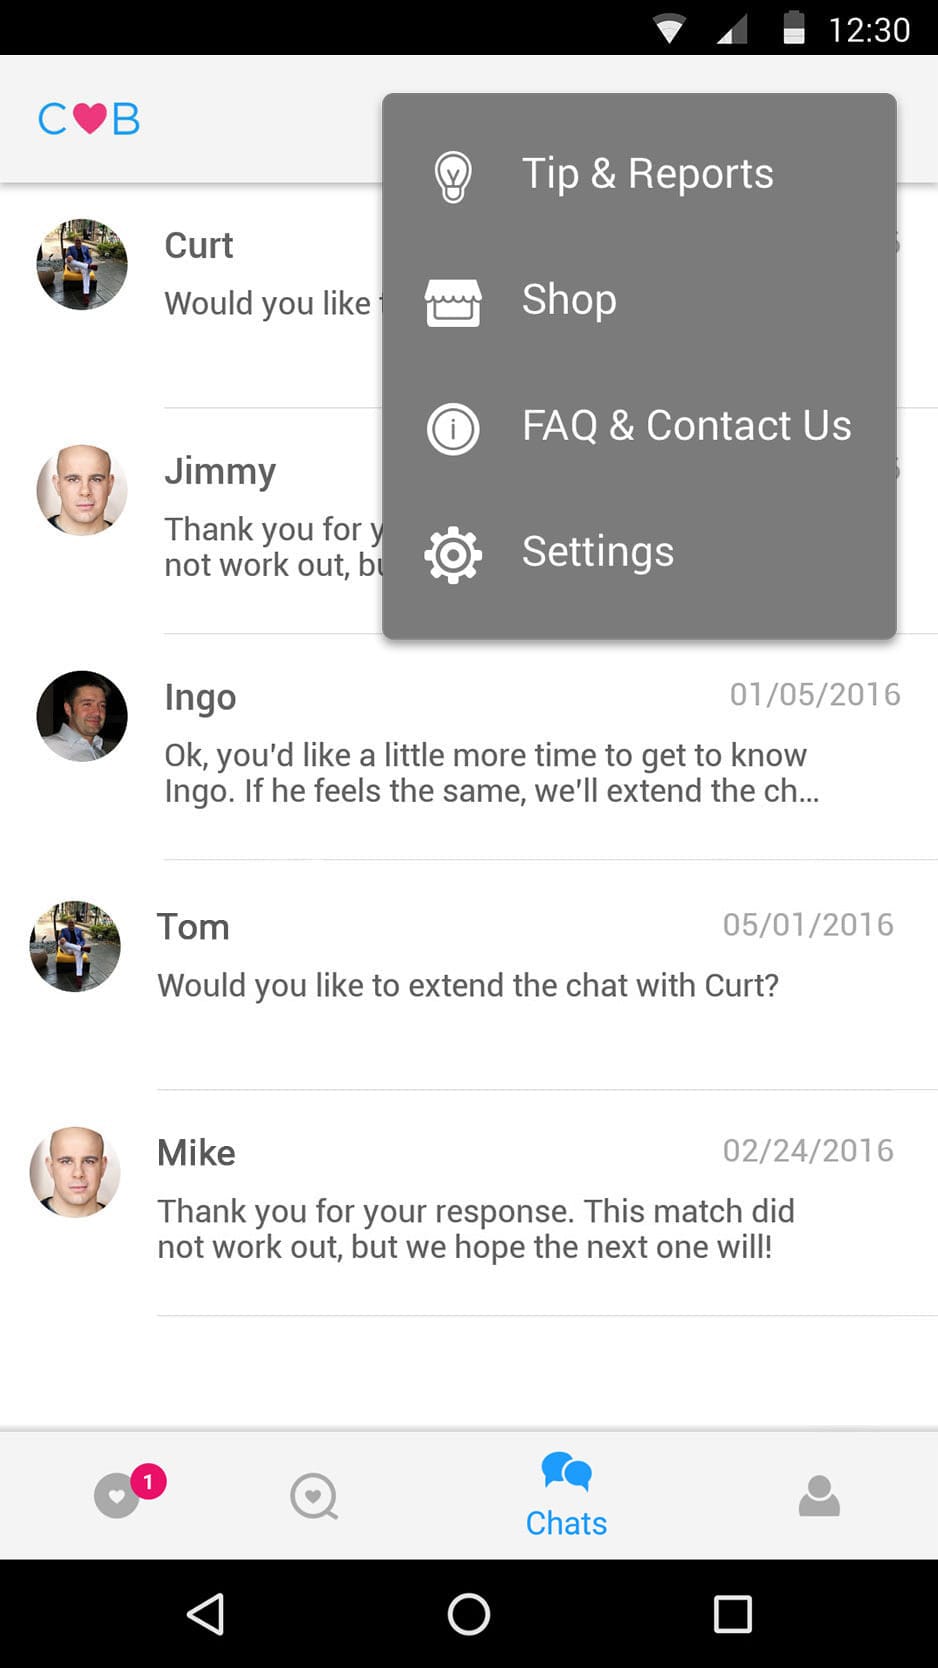 12:30
C B
Tip & Reports
Shop
FAQ & Contact Us
Settings
Curt
Would you like
Jimmy
Thank you for
not work out,
Ingo
01/05/2016
Ok, you'd like a little more time to get to know
Ingo. If he feels the same, we'll extend the ch...
Tom
05/01/2016
Would you like to extend the chat with Curt?
Mike
02/24/2016
Thank you for your response. This match did
not work out, but we hope the next one will!
1
Chats